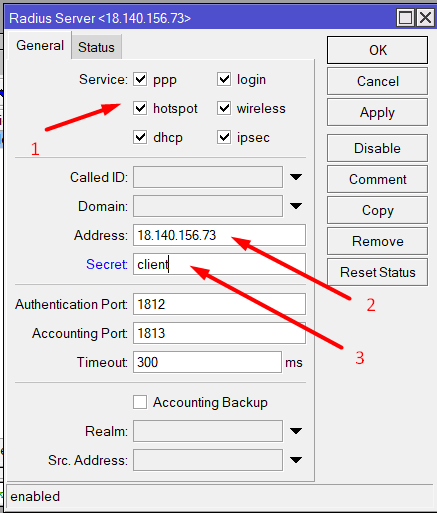 Radius Server <18.140.156.73>
General Status
Service: ppp login
hotspot wireless
dhcp ipsec
1
Called ID:
Domain:
Address: 18.140.156.73
Secret: client
2
3
Authentication Port: 1812
Accounting Port: 1813
Timeout: 300 ms
Accounting Backup
Realm:
Src. Address:
OK
Cancel
Apply
Disable
Comment
Copy
Remove
Reset Status
enabled